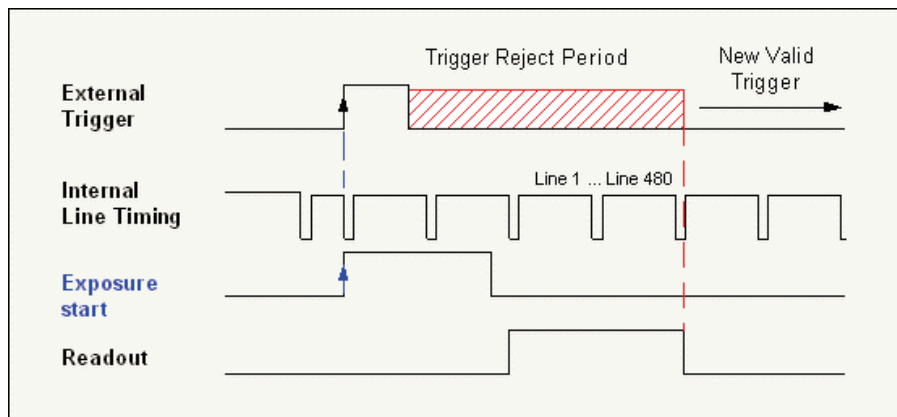 Trigger Reject Period
New Valid
Trigger
External
Trigger
Internal
Line Timing
Line 1 ... Line 480
Exposure
start
Readout